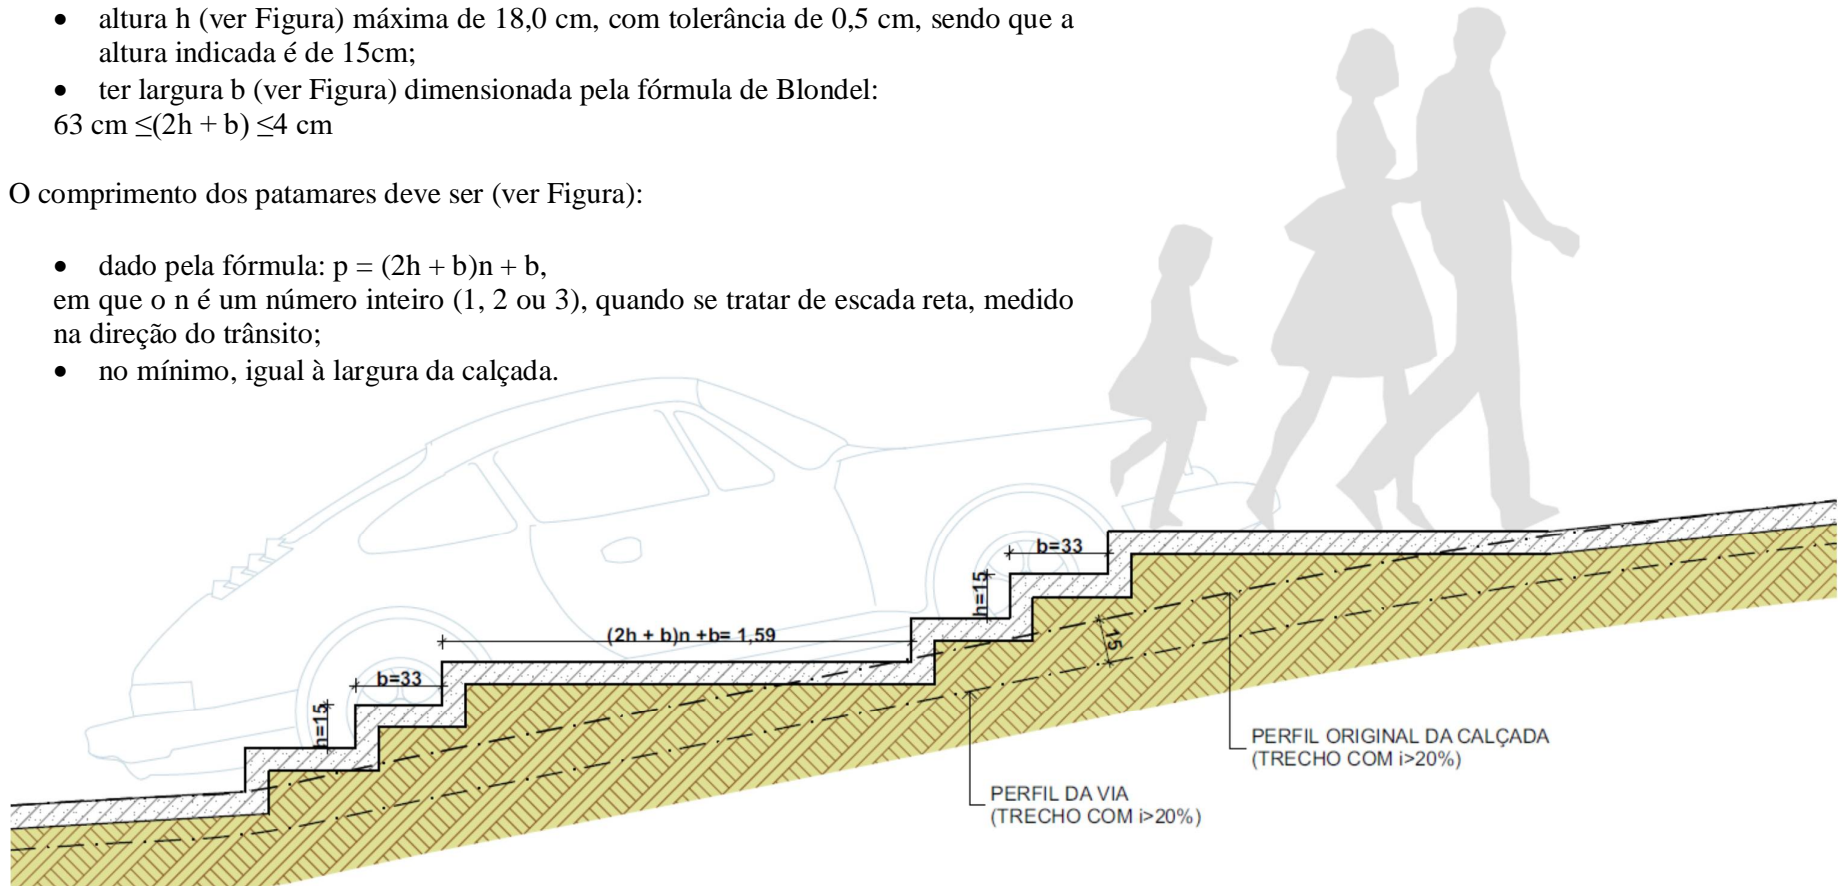 • altura h (ver Figura) máxima de 18,0 cm, com tolerância de 0,5 cm, sendo que a
altura indicada é de 15cm;
• ter largura b (ver Figura) dimensionada pela fórmula de Blondel:
63 cm ≤(2h + b) ≤4 cm
O comprimento dos patamares deve ser (ver Figura):
• dado pela fórmula: p = (2h + b)n + b,
em que o n é um número inteiro (1, 2 ou 3), quando se tratar de escada reta, medido
na direção do trânsito;
• no mínimo, igual à largura da calçada.
b=33
h=15
(2h + b)n +b= 1,59
15
b=33
h=15
PERFIL ORIGINAL DA CALÇADA
(TRECHO COM i>20%)
PERFIL DA VIA
(TRECHO COM i>20%)